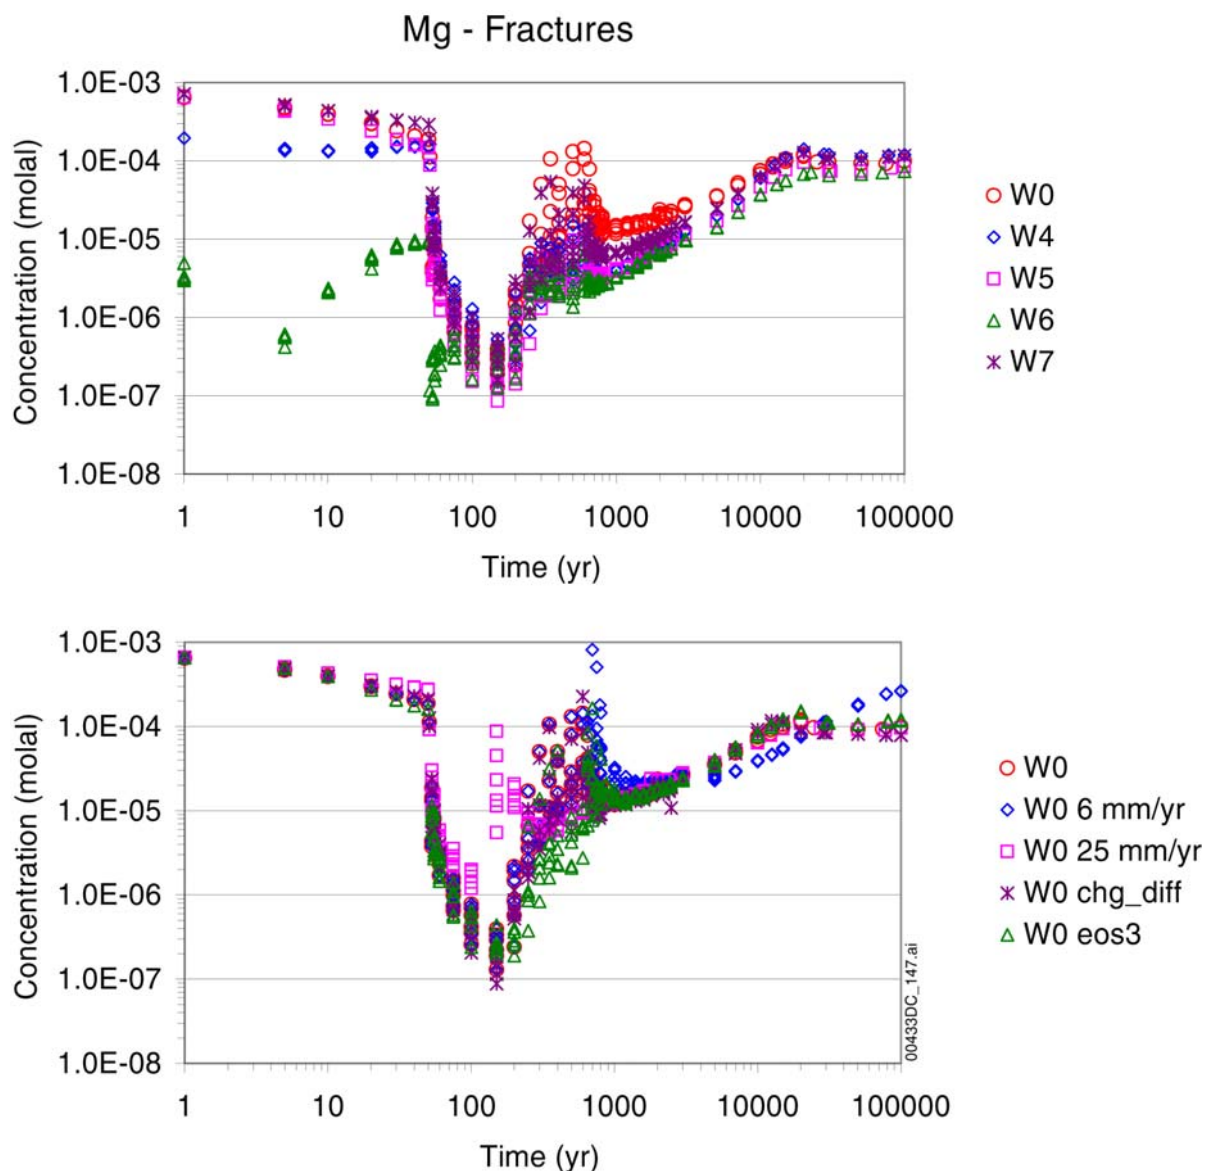 Mg - Fractures
1.0E-03
1.0E-04
1.0E-05
1.0E-06
1.0E-07
1.0E-08
Concentration (molal)
1 10 100 1000 10000 100000
Time (yr)
W0
W4
W5
W6
W7
1.0E-03
1.0E-04
1.0E-05
1.0E-06
1.0E-07
1.0E-08
Concentration (molal)
1 10 100 1000 10000 100000
Time (yr)
W0
W0 6 mm/yr
W0 25 mm/yr
W0 chg_diff
W0 eos3
00433DC_147.ai